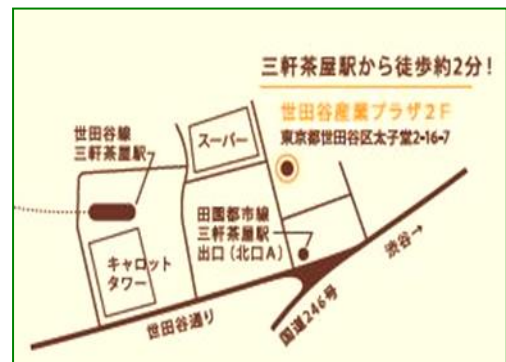 三軒茶屋駅から徒歩約2分!
世田谷産業プラザ2F
東京都世田谷区太子堂2-16-7
世田谷線
三軒茶屋駅
スーパー
田園都市線
三軒茶屋駅
出口(北口A)
キャロット
タワー
世田谷通り
国道246号
渋谷→